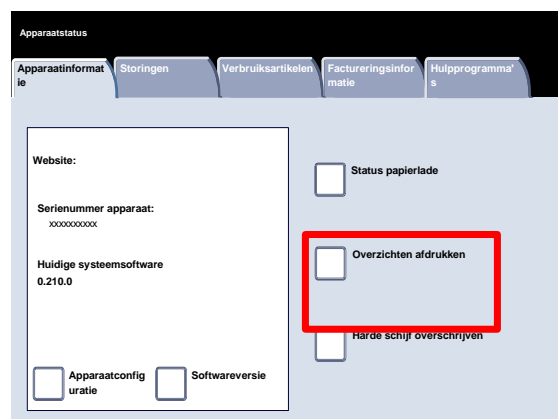 Apparaatstatus
Apparaatinformat
ie
Storingen
Verbruiksartikelen
Factureringsinfor
matie
Hulpprogramma'
s
Website:
Serienummer apparaat:
xxxxxxxxxx
Huidige systeemsoftware
0.210.0
Apparaatconfig
uratie
Softwareversie
Status papierlade
Overzichten afdrukken
Harde schijf overschrijven